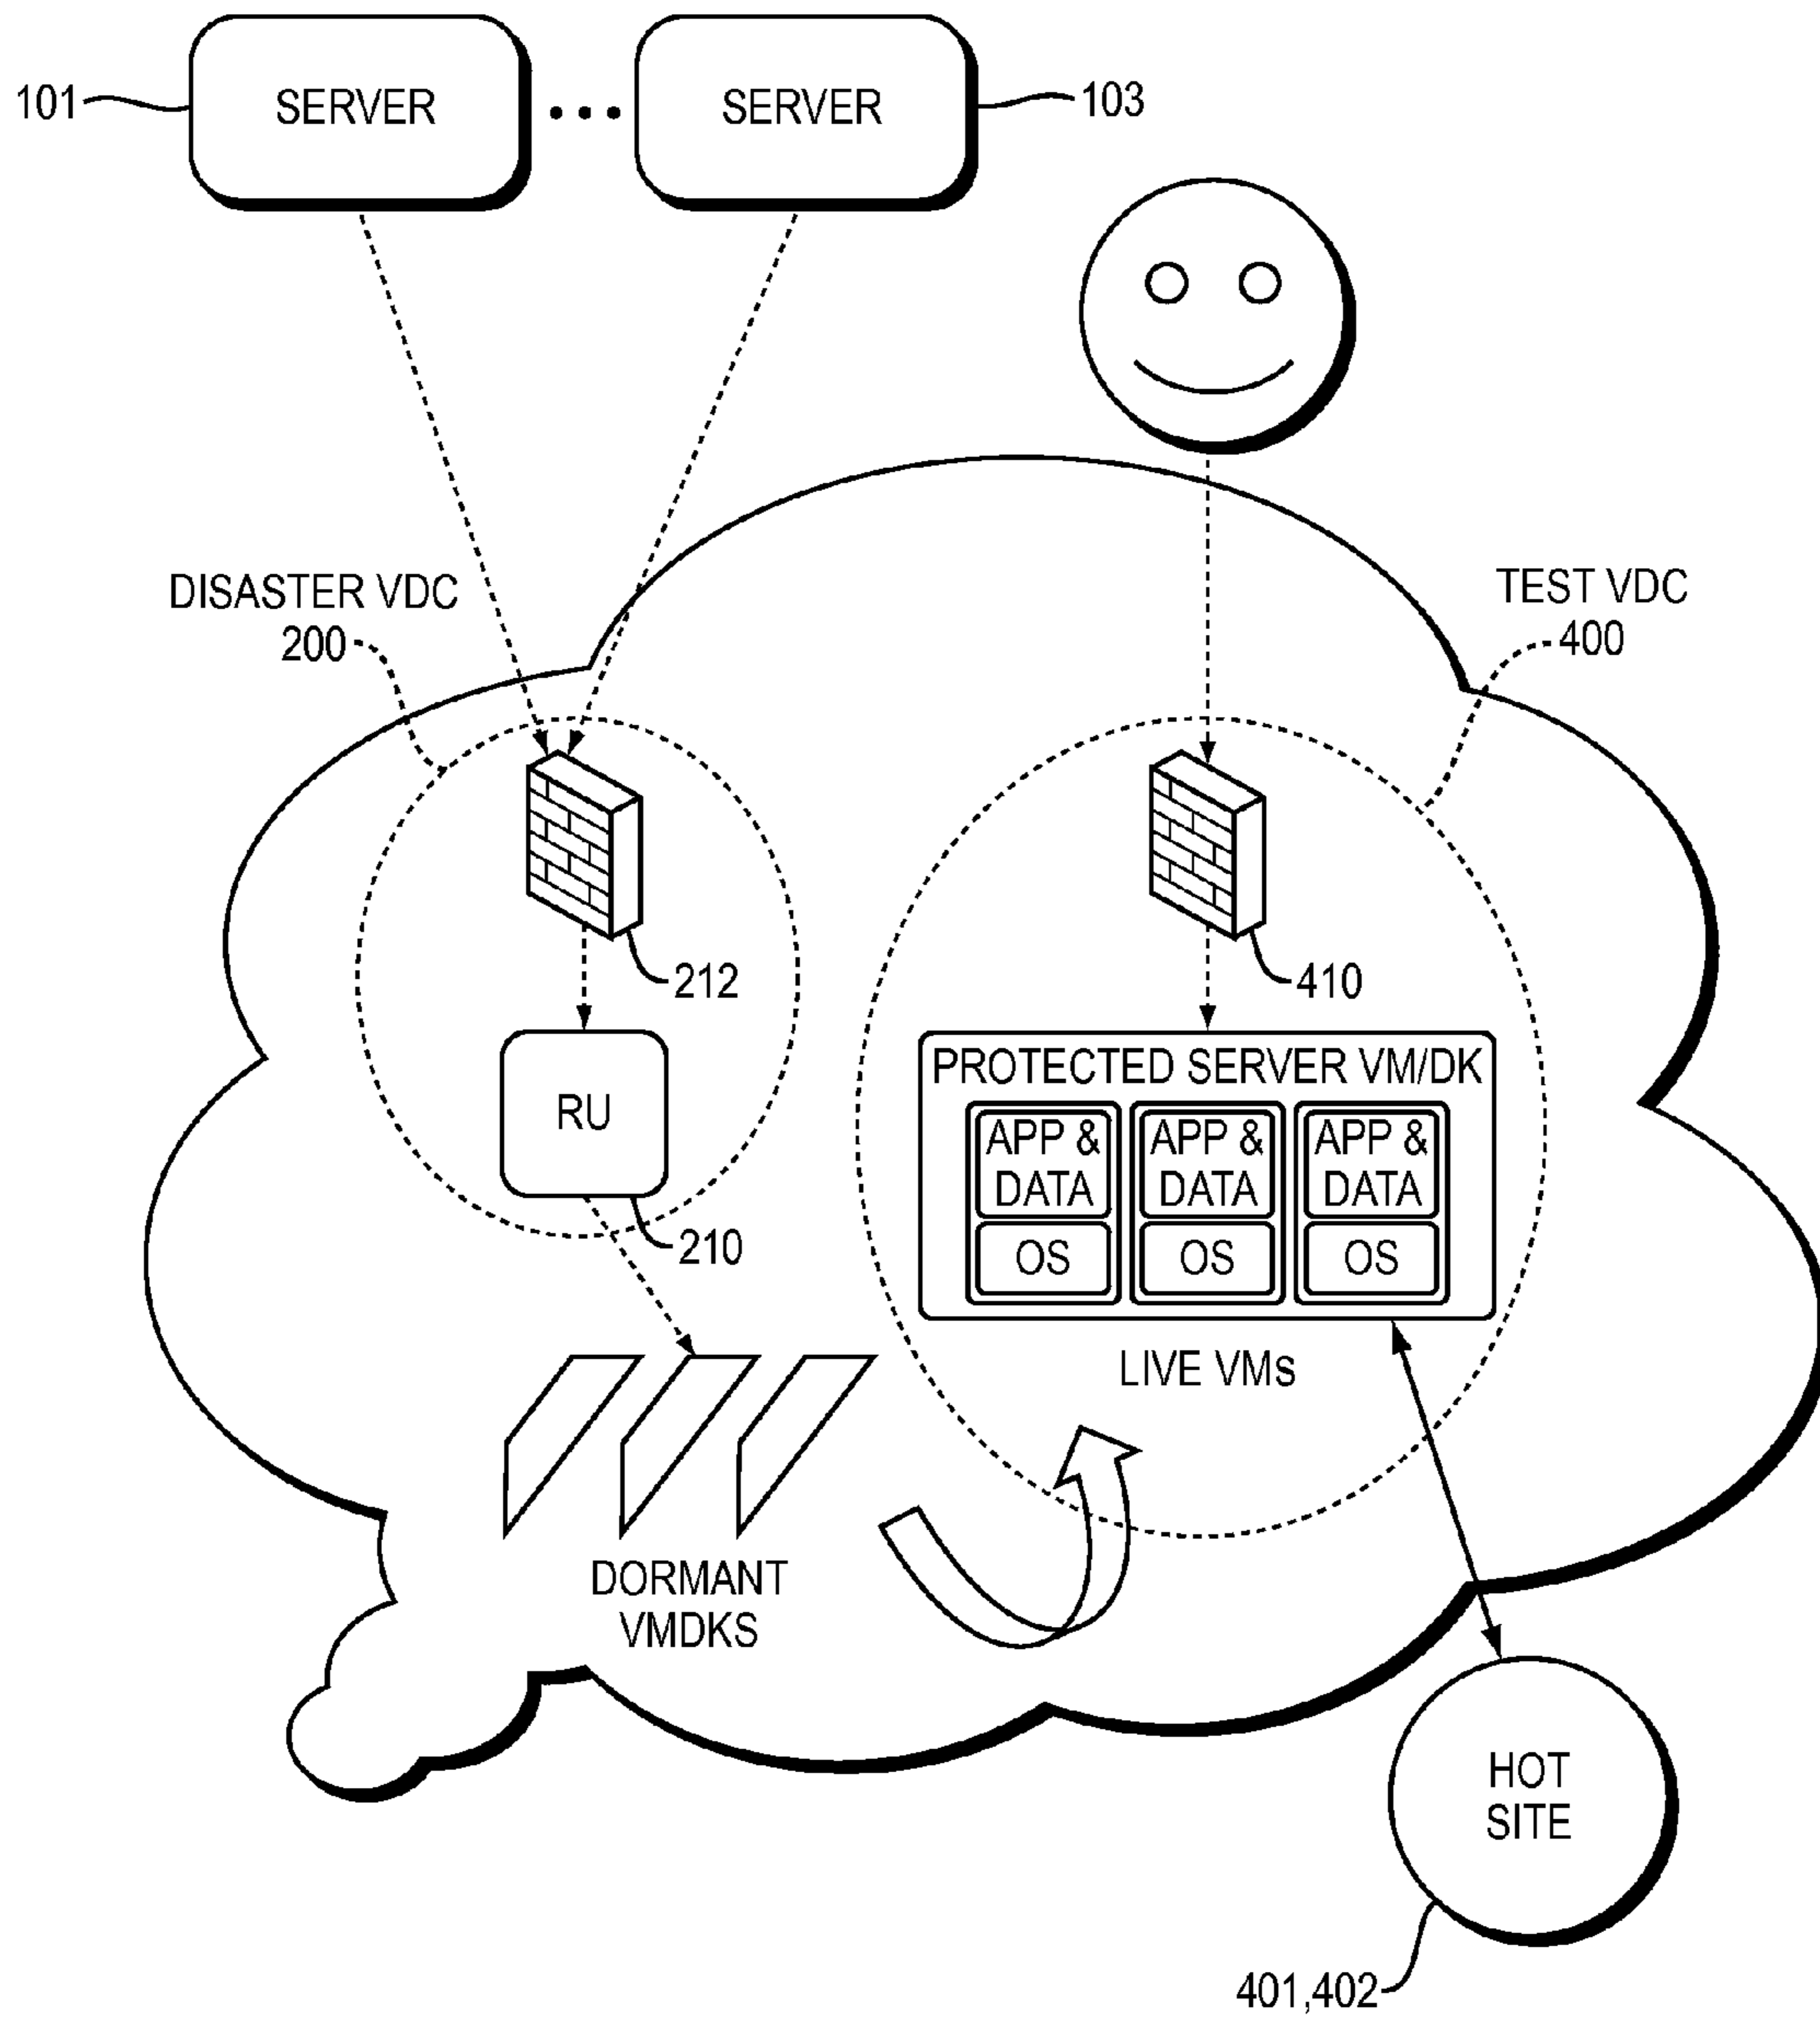 101
SERVER
SERVER
103
DISASTER VDC
200
TEST VDC
400
212
410
RU
210
PROTECTED SERVER VM/DK
APP &
DATA
OS
APP &
DATA
OS
APP &
DATA
OS
LIVE VMs
DORMANT
VMDKS
HOT
SITE
401,402